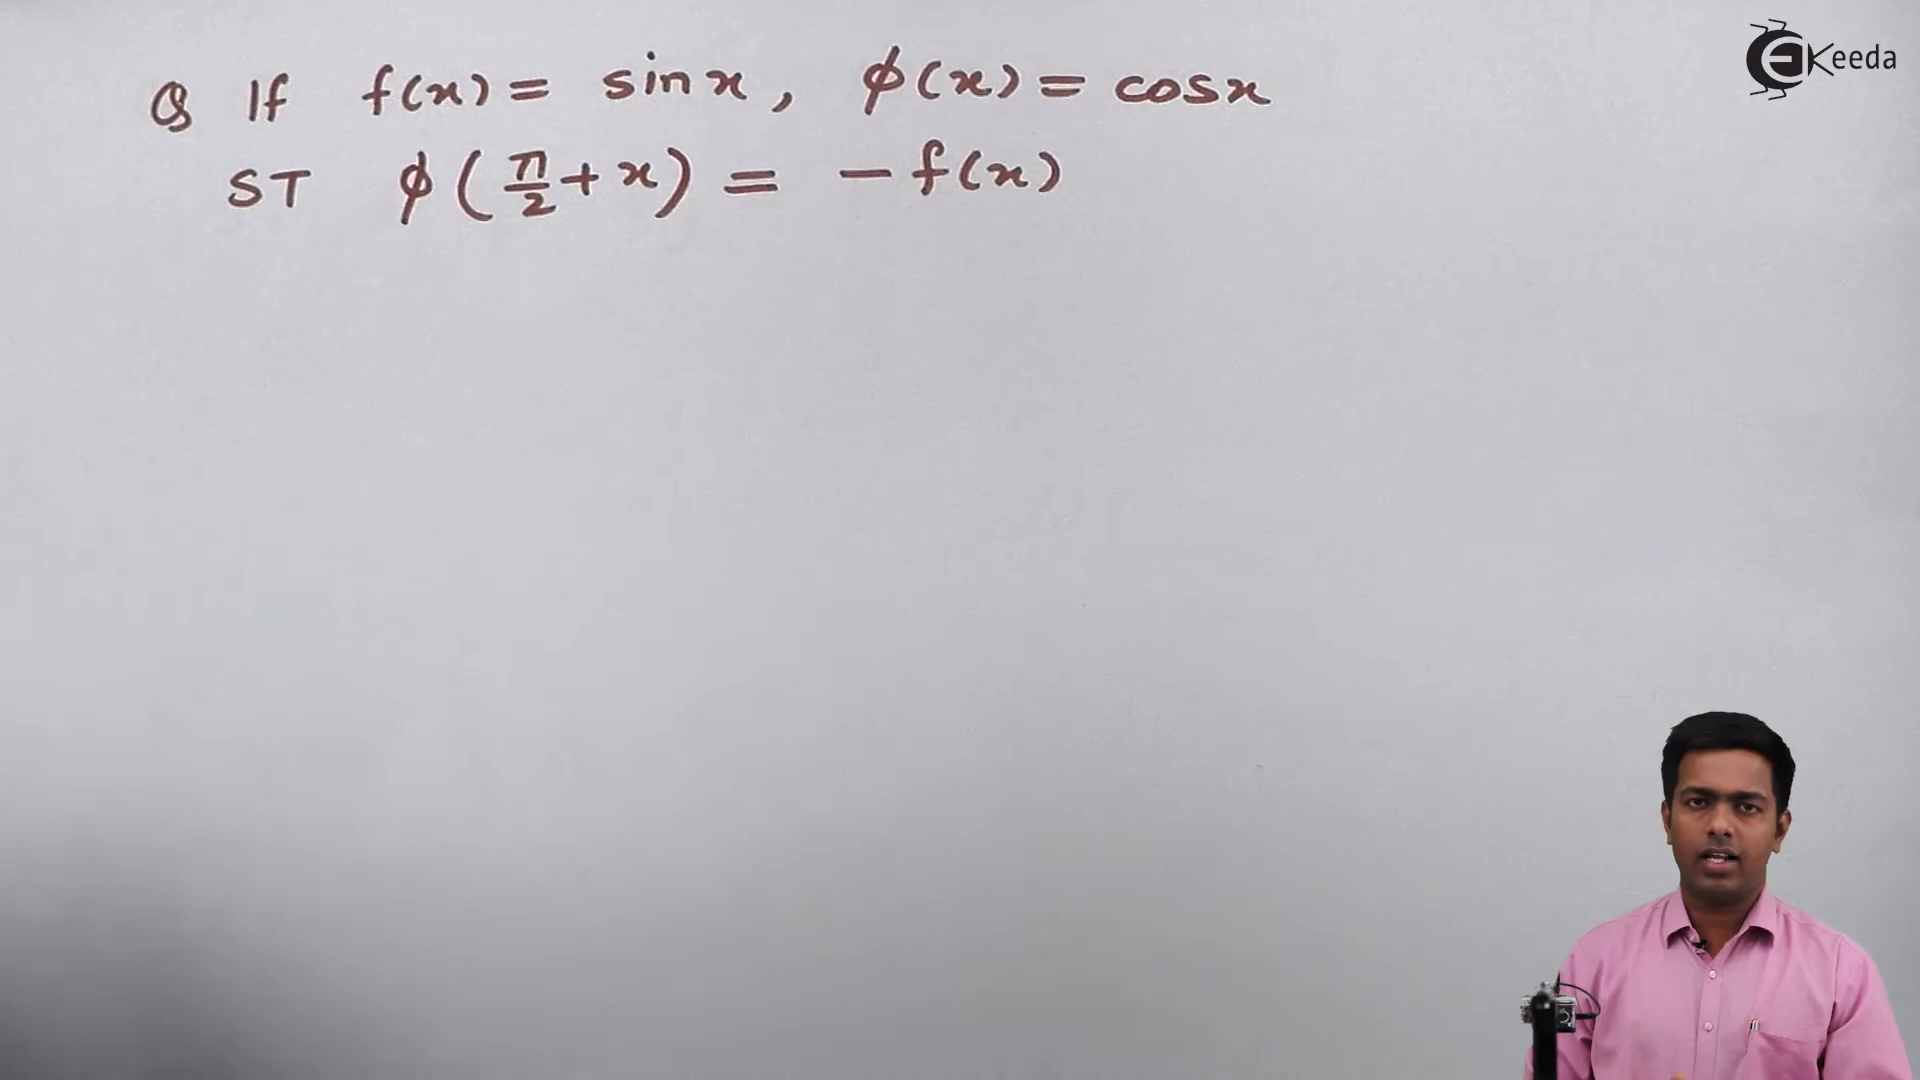 Q If f(x) = sin x, ϕ(x) = cos x
ST ϕ(π/2 + x) = - f(x)
EKeeda